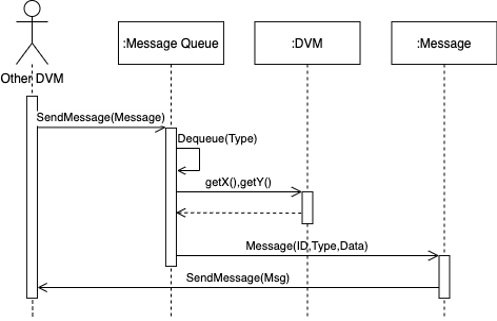 :Message Queue
:DVM
:Message
Other DVM
SendMessage(Message)
Dequeue(Type)
getX(),getY()
Message(ID,Type,Data)
SendMessage(Msg)